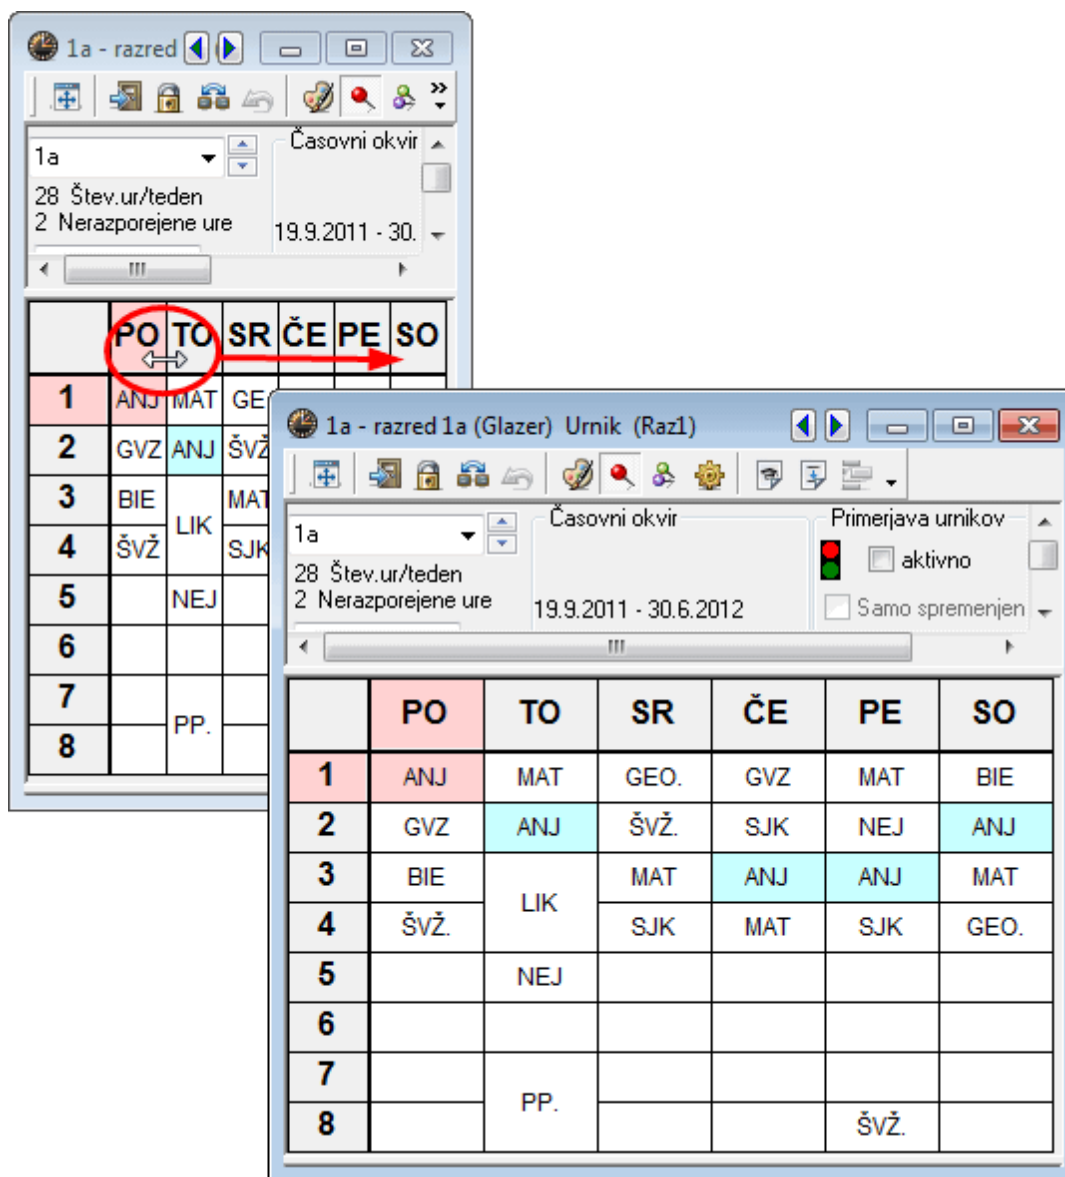 1a - razred
1a
Časovni okvir
28 Štev.ur/teden
2 Nerazporejene ure
19.9.2011 - 30.
PO TO SR ČE PE SO
1 ANJ MAT GE
2 GVZ ANJ ŠVŽ
3 BIE LIK MAT
4 ŠVŽ SJK
5 NEJ
6
7 PP.
8
1a - razred 1a (Glazer) Urnik (Raz1)
1a
Časovni okvir
Primerjava urnikov
aktivno
28 Štev.ur/teden
2 Nerazporejene ure
19.9.2011 - 30.6.2012
Samo spremenjen
PO TO SR ČE PE SO
1 ANJ MAT GEO. GVZ MAT BIE
2 GVZ ANJ ŠVŽ. SJK NEJ ANJ
3 BIE LIK MAT ANJ ANJ MAT
4 ŠVŽ. SJK MAT SJK GEO.
5 NEJ
6
7 PP.
8 ŠVŽ.